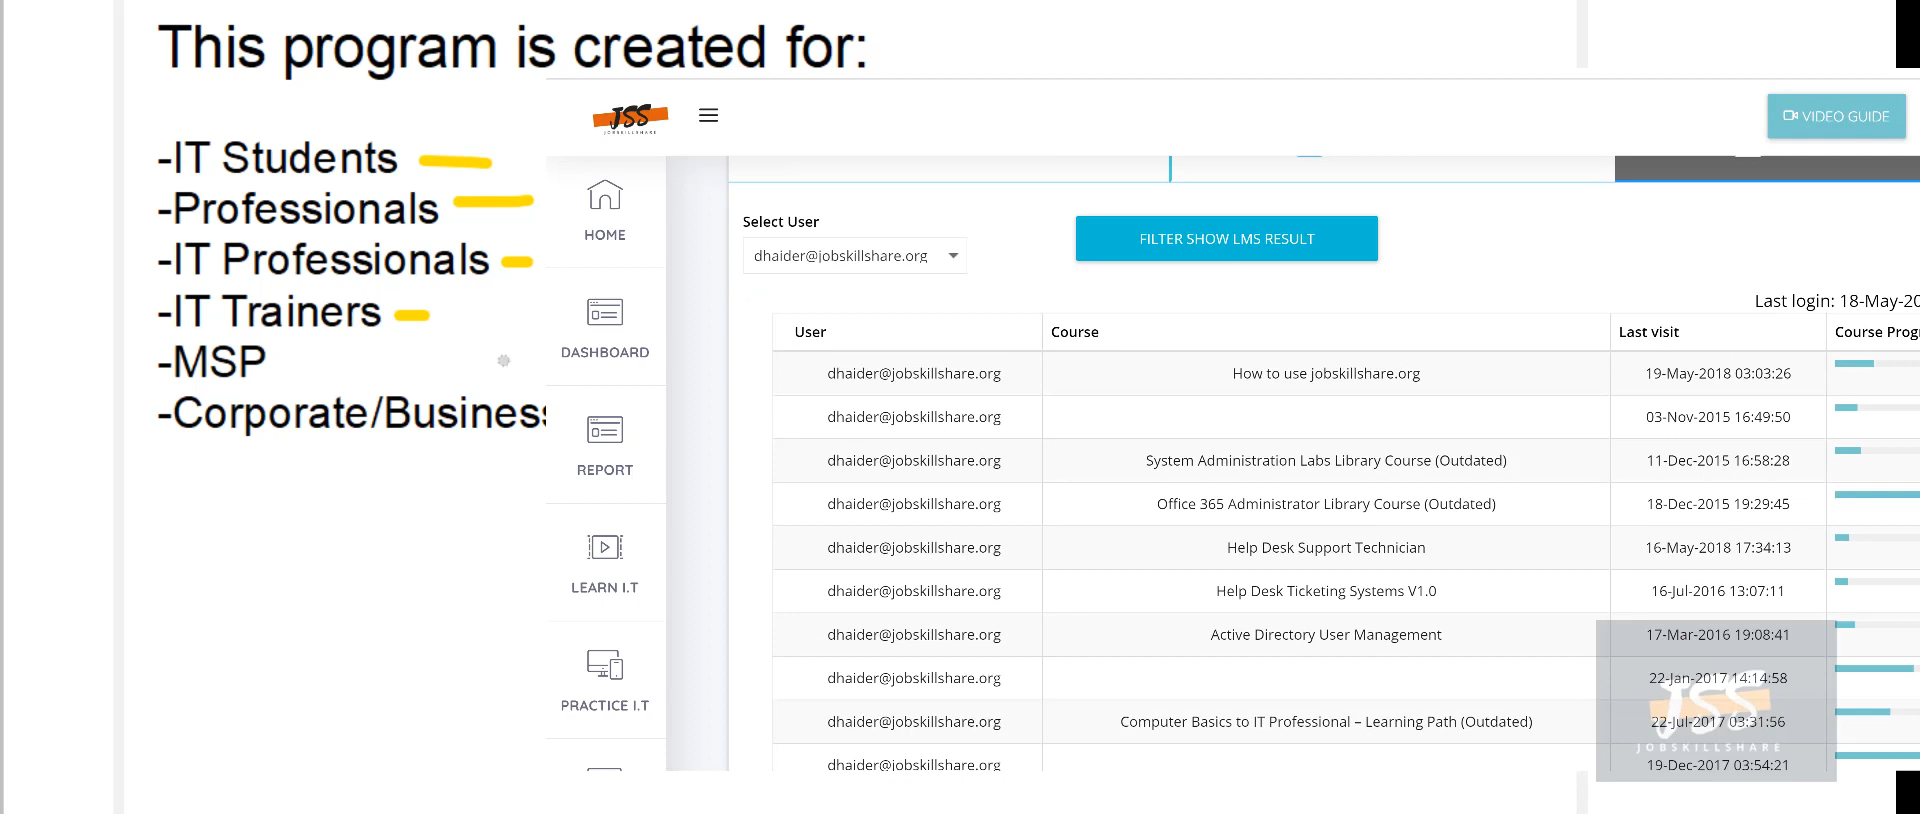 This program is created for:
-IT Students
-Professionals
-IT Professionals
-IT Trainers
-MSP
-Corporate/Business
JSS
JOBSKILLSHARE
VIDEO GUIDE
HOME
DASHBOARD
REPORT
LEARN I.T
PRACTICE I.T
Select User
dhaider@jobskillshare.org
FILTER SHOW LMS RESULT
Last login: 18-May-20
User Course Last visit Course Progr
dhaider@jobskillshare.org How to use jobskillshare.org 19-May-2018 03:03:26
dhaider@jobskillshare.org 03-Nov-2015 16:49:50
dhaider@jobskillshare.org System Administration Labs Library Course (Outdated) 11-Dec-2015 16:58:28
dhaider@jobskillshare.org Office 365 Administrator Library Course (Outdated) 18-Dec-2015 19:29:45
dhaider@jobskillshare.org Help Desk Support Technician 16-May-2018 17:34:13
dhaider@jobskillshare.org Help Desk Ticketing Systems V1.0 16-Jul-2016 13:07:11
dhaider@jobskillshare.org Active Directory User Management 17-Mar-2016 19:08:41
dhaider@jobskillshare.org 22-Jan-2017 14:14:58
dhaider@jobskillshare.org Computer Basics to IT Professional – Learning Path (Outdated) 22-Jul-2017 03:31:56
dhaider@jobskillshare.org 19-Dec-2017 03:54:21
JSS
JOBSKILLSHARE